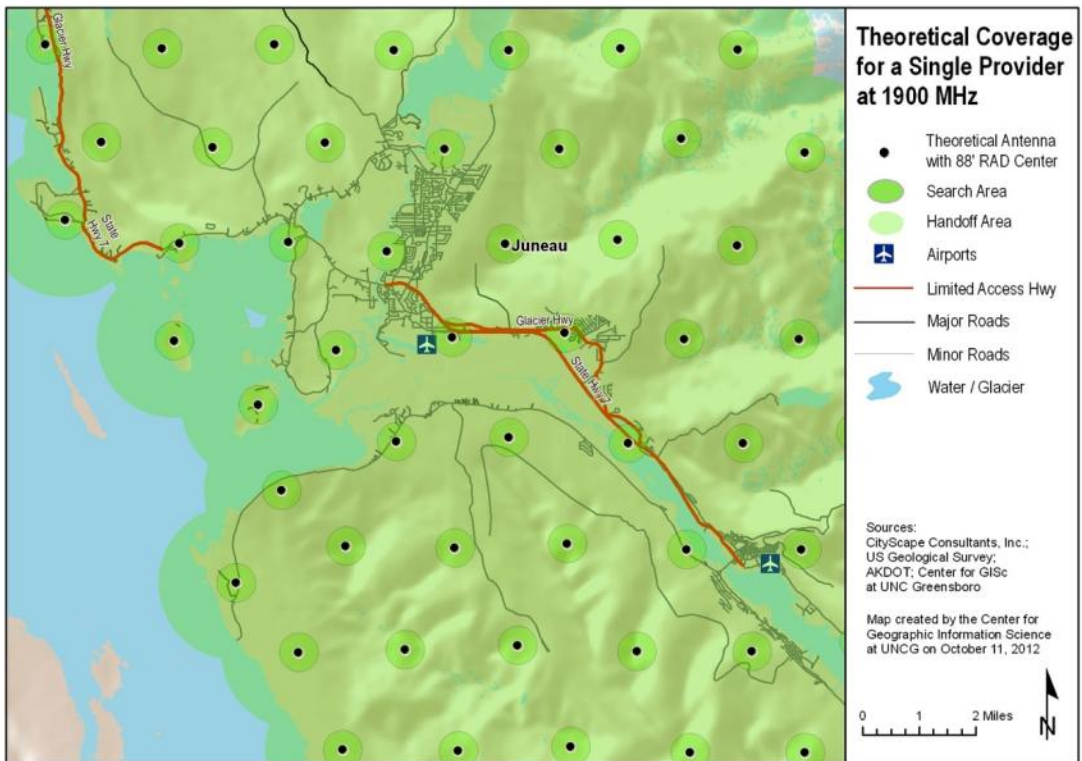 Theoretical Coverage
for a Single Provider
at 1900 MHz
Theoretical Antenna
with 88' RAD Center
Search Area
Handoff Area
Airports
Limited Access Hwy
Major Roads
Minor Roads
Water / Glacier
Sources:
CityScape Consultants, Inc.;
US Geological Survey;
AKDOT; Center for GISc
at UNC Greensboro
Map created by the Center for
Geographic Information Science
at UNCG on October 11, 2012
0 1 2 Miles
N
Glacier Hwy
State
Hwy 7
Juneau
Glacier Hwy
State Hwy 7